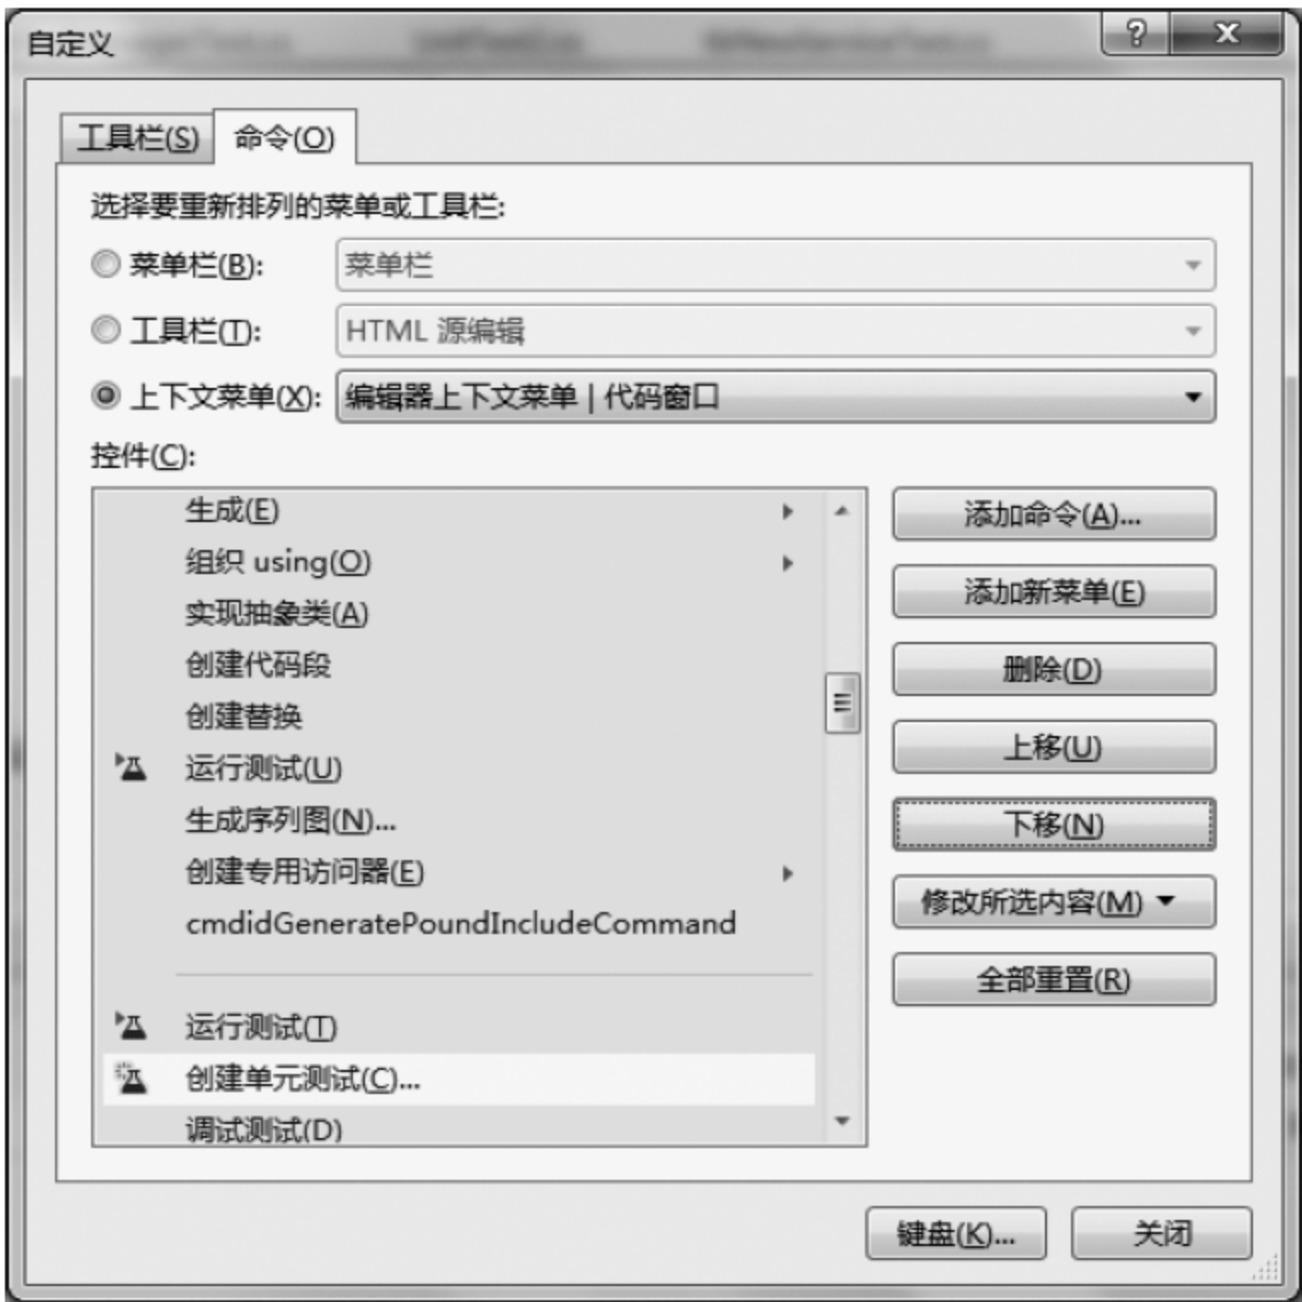 自定义
工具栏(S) 命令(O)
选择要重新排列的菜单或工具栏:
菜单栏(B): 菜单栏
工具栏(T): HTML 源编辑
上下文菜单(X): 编辑器上下文菜单 | 代码窗口
控件(C):
生成(E)
组织 using(O)
实现抽象类(A)
创建代码段
创建替换
运行测试(U)
生成序列图(N)...
创建专用访问器(E)
cmdidGeneratePoundIncludeCommand
运行测试(T)
创建单元测试(C)...
调试测试(D)
添加命令(A)...
添加新菜单(E)
删除(D)
上移(U)
下移(N)
修改所选内容(M)
全部重置(R)
键盘(K)... 关闭